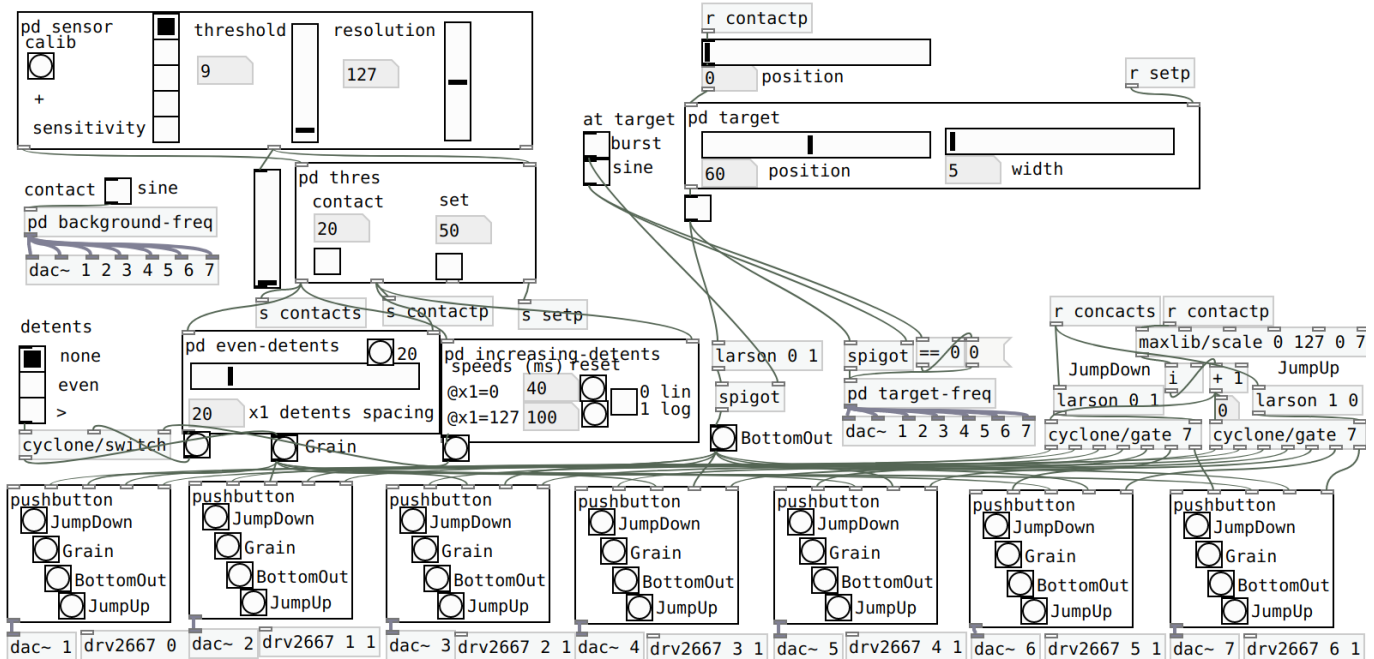 pd sensor
calib
+
sensitivity
threshold
9
resolution
127
r contactp
0
position
r setp
at target
burst
sine
pd target
60
position
5
width
contact
sine
pd background-freq
dac~ 1 2 3 4 5 6 7
pd thres
contact
20
set
50
s contacts
s contactp
s setp
detents
none
even
>
cyclone/switch
pd even-detents
20
20
x1 detents spacing
Grain
pd increasing-detents
speeds (ms)
reset
@x1=0
40
@x1=127
100
0 lin
1 log
larson 0 1
spigot
BottomOut
spigot
== 0
0
pd target-freq
dac~ 1 2 3 4 5 6 7
r concacts
r contactp
maxlib/scale 0 127 0 7
JumpDown
i
+ 1
JumpUp
larson 0 1
0
larson 1 0
cyclone/gate 7
cyclone/gate 7
pushbutton
JumpDown
Grain
BottomOut
JumpUp
dac~ 1
drv2667 0
pushbutton
JumpDown
Grain
BottomOut
JumpUp
dac~ 2
drv2667 1 1
pushbutton
JumpDown
Grain
BottomOut
JumpUp
dac~ 3
drv2667 2 1
pushbutton
JumpDown
Grain
BottomOut
JumpUp
dac~ 4
drv2667 3 1
pushbutton
JumpDown
Grain
BottomOut
JumpUp
dac~ 5
drv2667 4 1
pushbutton
JumpDown
Grain
BottomOut
JumpUp
dac~ 6
drv2667 5 1
pushbutton
JumpDown
Grain
BottomOut
JumpUp
dac~ 7
drv2667 6 1